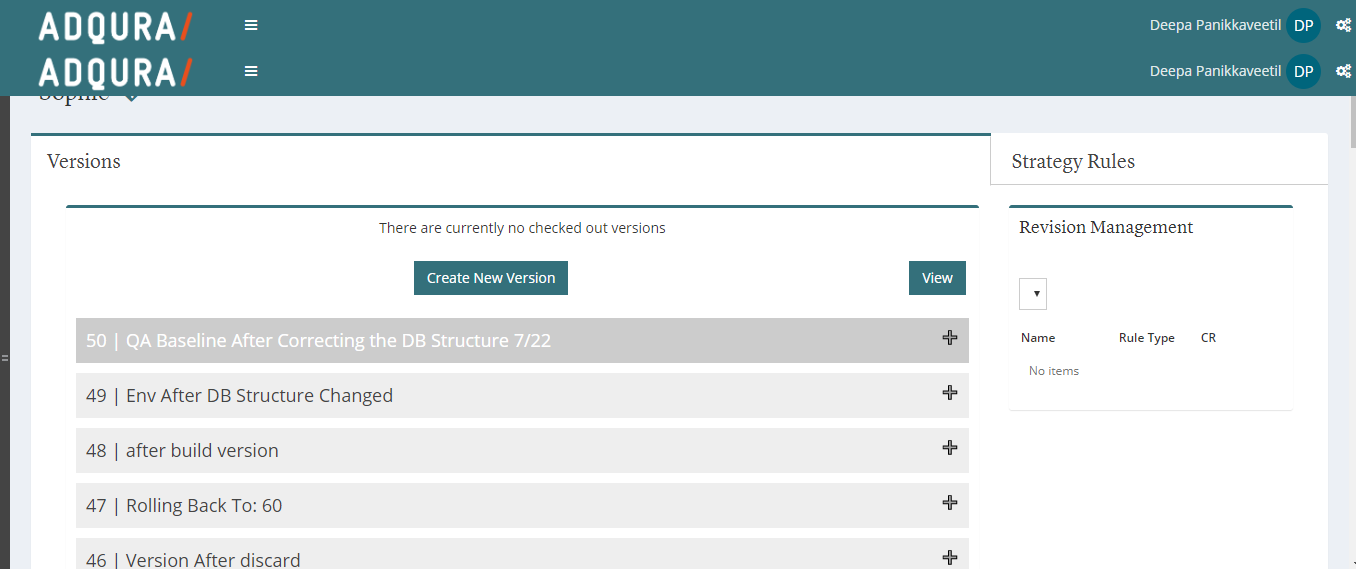 ADQURA/
Deepa Panikkaveetil DP
ADQURA/
Deepa Panikkaveetil DP
Sophie
Versions
Strategy Rules
There are currently no checked out versions
Create New Version
View
50 | QA Baseline After Correcting the DB Structure 7/22
49 | Env After DB Structure Changed
48 | after build version
47 | Rolling Back To: 60
46 | Version After discard
Revision Management
Name Rule Type CR
No items